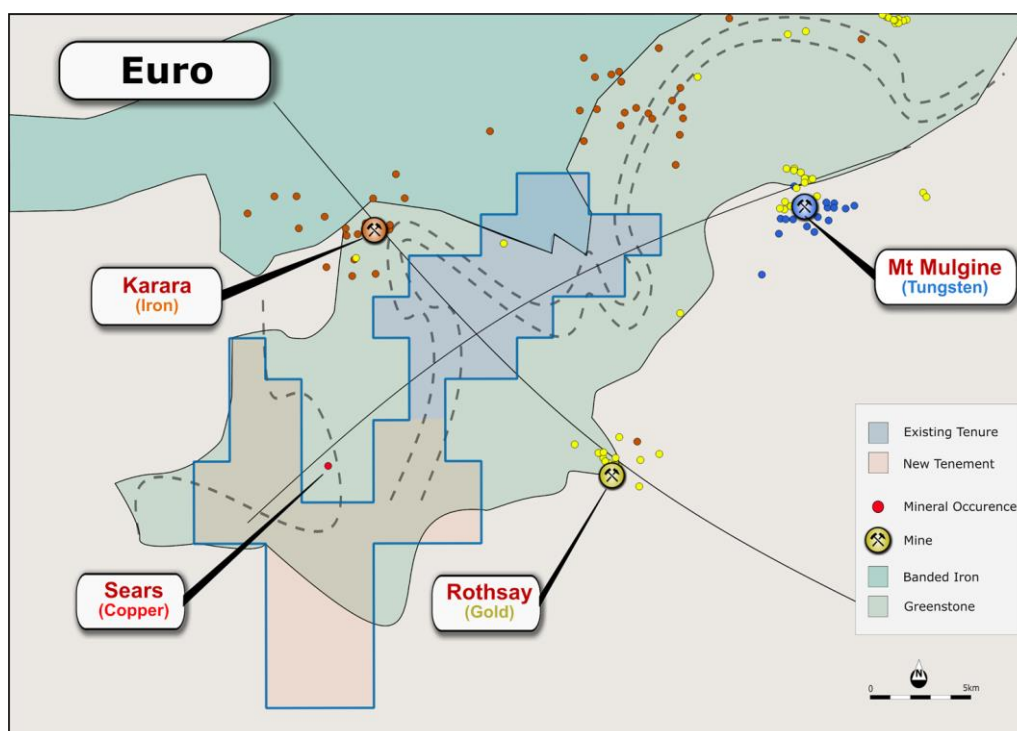 Euro
Karara
(Iron)
Mt Mulgine
(Tungsten)
Sears
(Copper)
Rothsay
(Gold)
Existing Tenure
New Tenement
Mineral Occurence
Mine
Banded Iron
Greenstone
N
0 5km